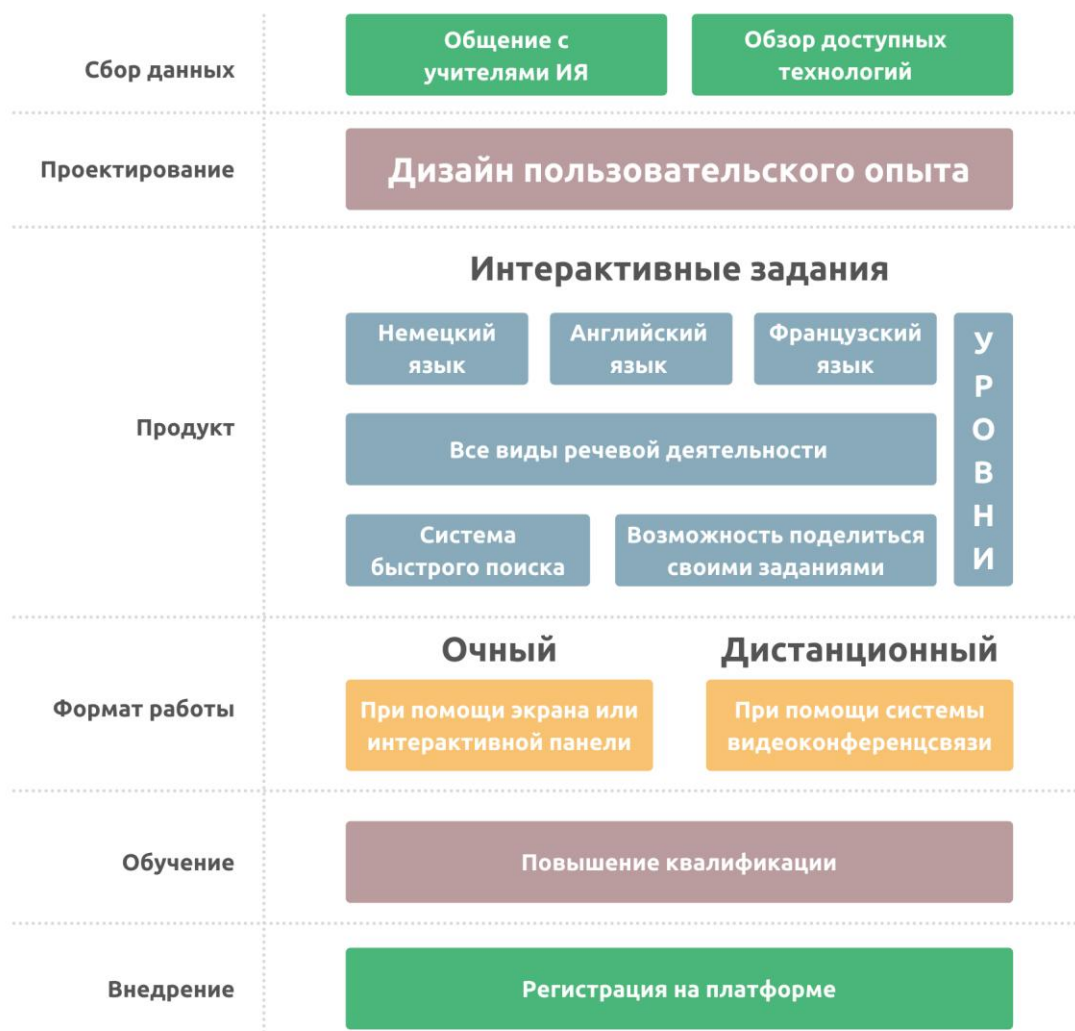 Сбор данных
Общение с
учителями ИЯ
Обзор доступных
технологий
Проектирование
Дизайн пользовательского опыта
Продукт
Интерактивные задания
Немецкий
язык
Английский
язык
Французский
язык
Все виды речевой деятельности
Система
быстрого поиска
Возможность поделиться
своими заданиями
У
Р
О
В
Н
И
Формат работы
Очный
При помощи экрана или
интерактивной панели
Дистанционный
При помощи системы
видеоконференцсвязи
Обучение
Повышение квалификации
Внедрение
Регистрация на платформе